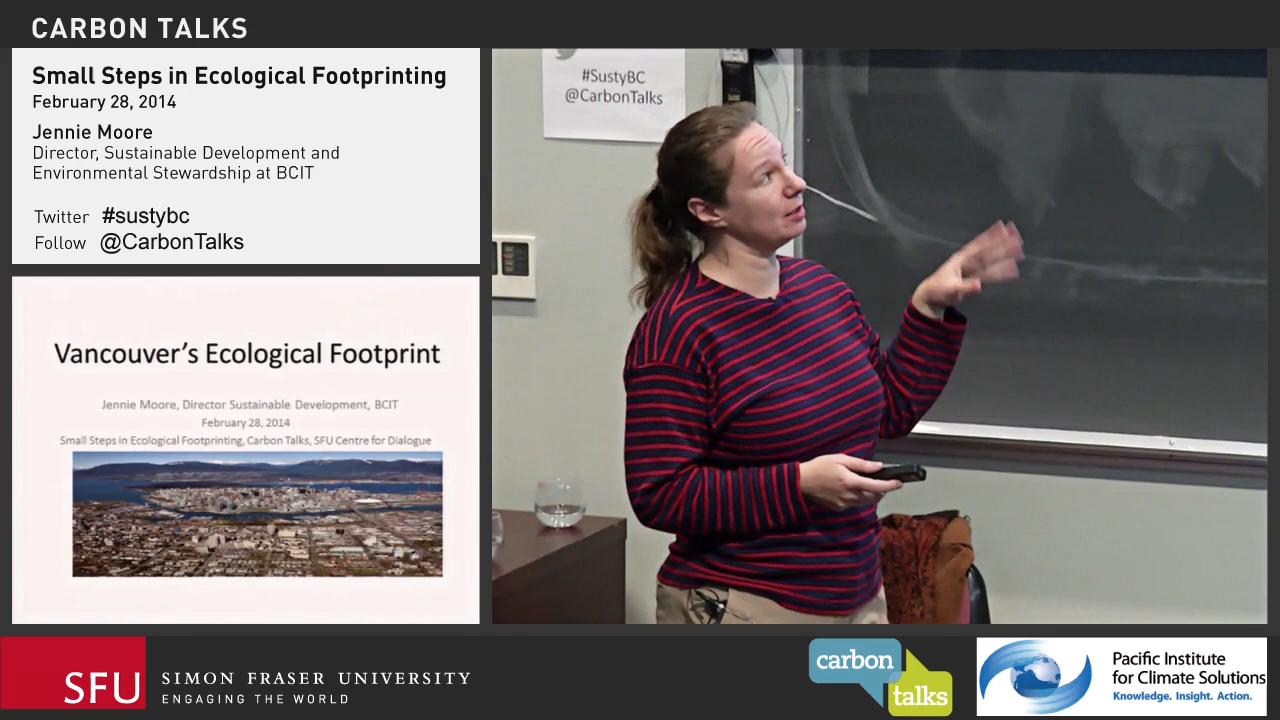 CARBON TALKS
Small Steps in Ecological Footprinting
February 28, 2014
Jennie Moore
Director, Sustainable Development and
Environmental Stewardship at BCIT
Twitter #sustybc
Follow @CarbonTalks
#SustyBC
@CarbonTalks
Vancouver's Ecological Footprint
Jennie Moore, Director Sustainable Development, BCIT
February 28, 2014
Small Steps in Ecological Footprinting, Carbon Talks, SFU Centre for Dialogue
SFU
SIMON FRASER UNIVERSITY
ENGAGING THE WORLD
carbon
talks
Pacific Institute
for Climate Solutions
Knowledge. Insight. Action.